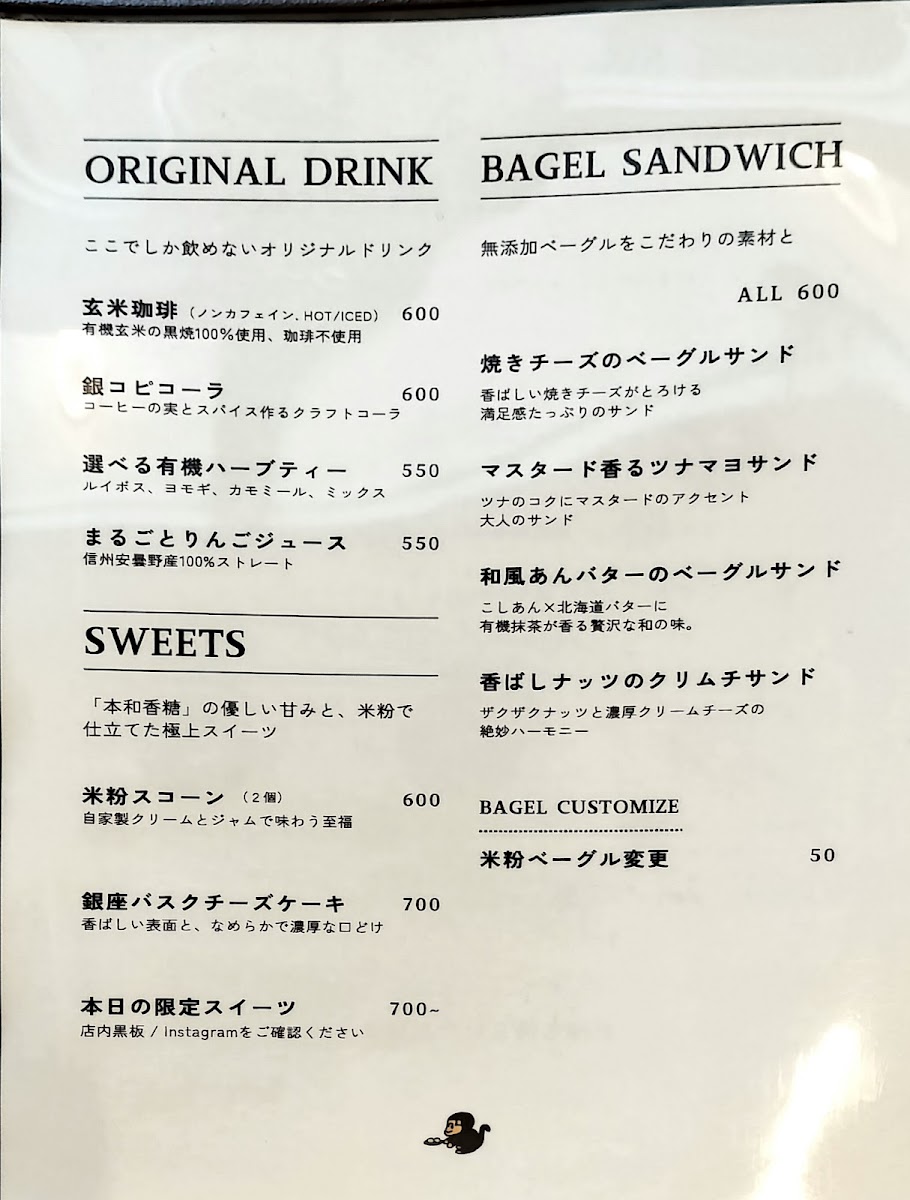 ORIGINAL DRINK
ここでしか飲めないオリジナルドリンク
玄米珈琲 (ノンカフェイン. HOT/ICED) 600
有機玄米の黒焼100%使用、珈琲不使用
銀コピコーラ 600
コーヒーの実とスパイス作るクラフトコーラ
選べる有機ハーブティー 550
ルイボス、ヨモギ、カモミール、ミックス
まるごとりんごジュース 550
信州安曇野産100%ストレート
SWEETS
「本和香糖」の優しい甘みと、米粉で
仕立てた極上スイーツ
米粉スコーン (2個) 600
自家製クリームとジャムで味わう至福
銀座バスクチーズケーキ 700
香ばしい表面と、なめらかで濃厚な口どけ
本日の限定スイーツ 700~
店内黒板 / instagramをご確認ください
BAGEL SANDWICH
無添加ベーグルをこだわりの素材と
ALL 600
焼きチーズのベーグルサンド
香ばしい焼きチーズがとろける
満足感たっぷりのサンド
マスタード香るツナマヨサンド
ツナのコクにマスタードのアクセント
大人のサンド
和風あんバターのベーグルサンド
こしあん×北海道バターに
有機抹茶が香る贅沢な和の味。
香ばしナッツのクリムチサンド
ザクザクナッツと濃厚クリームチーズの
絶妙ハーモニー
BAGEL CUSTOMIZE
米粉ベーグル変更 50